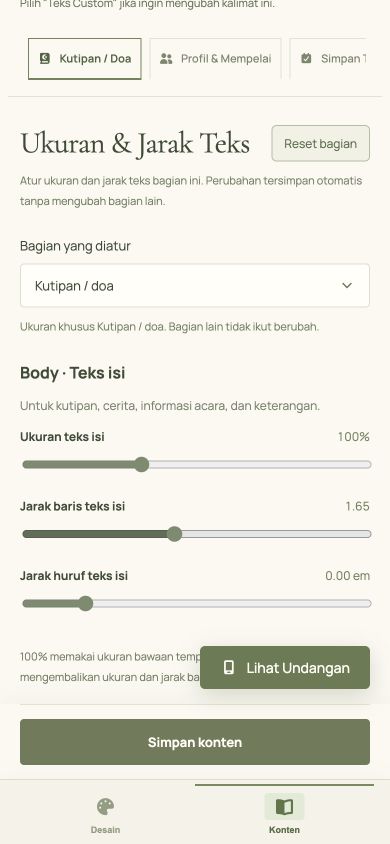 Pilih "Teks Custom" jika ingin mengubah kalimat ini.
Kutipan / Doa
Profil & Mempelai
Simpan
Ukuran & Jarak Teks
Reset bagian
Atur ukuran dan jarak teks bagian ini. Perubahan tersimpan otomatis
tanpa mengubah bagian lain.
Bagian yang diatur
Kutipan / doa
Ukuran khusus Kutipan / doa. Bagian lain tidak ikut berubah.
Body · Teks isi
Untuk kutipan, cerita, informasi acara, dan keterangan.
Ukuran teks isi
100%
Jarak baris teks isi
1.65
Jarak huruf teks isi
0.00 em
100% memakai ukuran bawaan
mengembalikan ukuran dan jarak
Lihat Undangan
Simpan konten
Desain
Konten